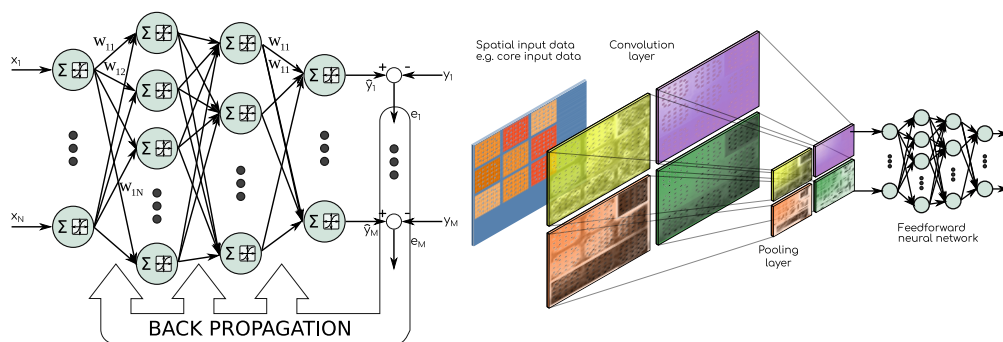 x1
xN
W11
W12
W1N
Σ
Σ
Σ
Σ
Σ
Σ
Σ
Σ
Σ
Σ
Σ
W11
W11
+
-
ŷ1
y1
e1
+
-
ŷM
yM
eM
BACK PROPAGATION
Spatial input data
e.g. core input data
Convolution
layer
Pooling
layer
Feedforward
neural network